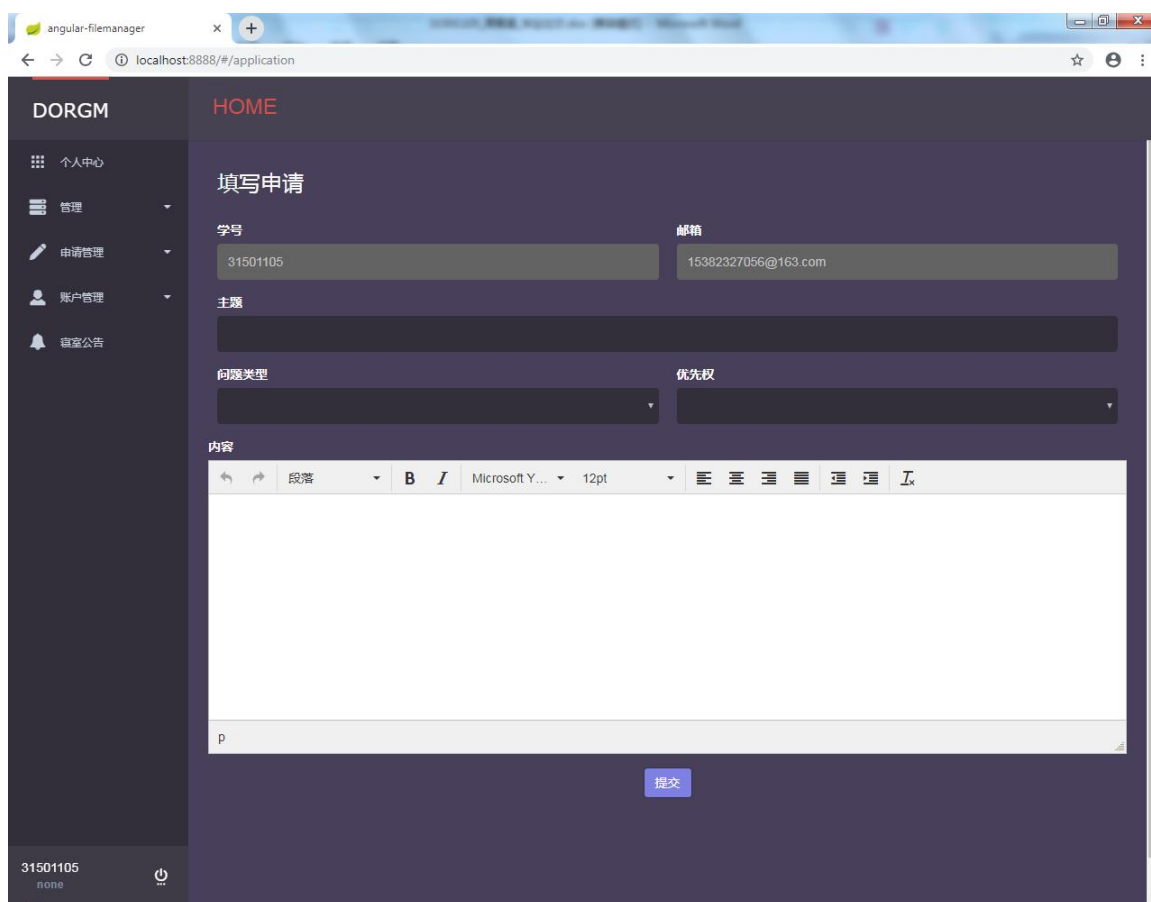 angular-filemanager
localhost:8888/#/application
DORGM
HOME
个人中心
管理
申请管理
账户管理
寝室公告
填写申请
学号
邮箱
31501105
15382327056@163.com
主题
问题类型
优先权
内容
段落 B I Microsoft Y... 12pt
p
提交
31501105
none